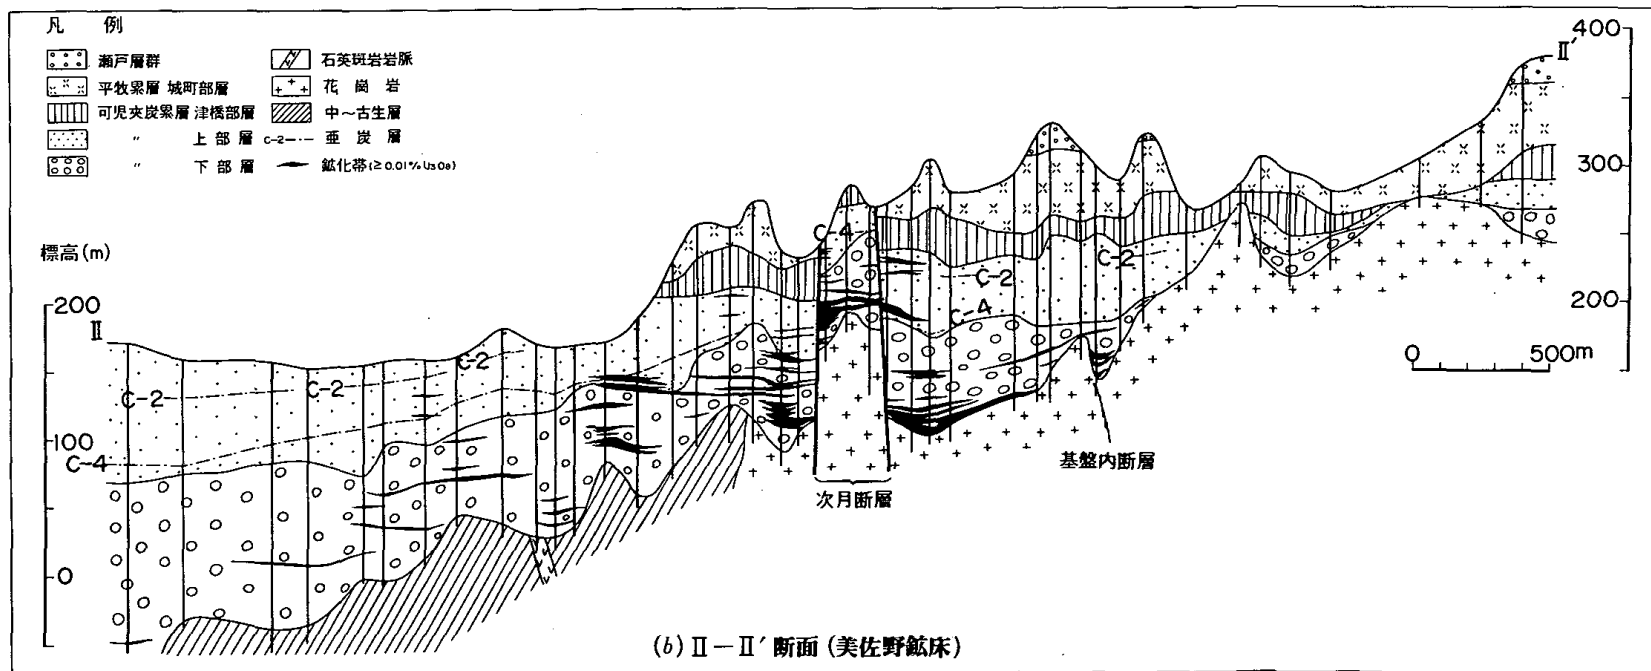 凡 例
瀬戸層群
平牧累層 城町部層
可児夾炭累層 津橋部層
〃 上部層
〃 下部層
石英斑岩岩脈
花崗岩
中～古生層
C-2 亜炭層
鉱化帯(≥0.01%U₃O₈)
標高(m)
200
100
0
II
II′
400
300
200
0 500m
C-2
C-2
C-2
C-4
C-4
C-2
C-2
C-4
次月断層
基盤内断層
(b) II－II′ 断面 (美佐野鉱床)